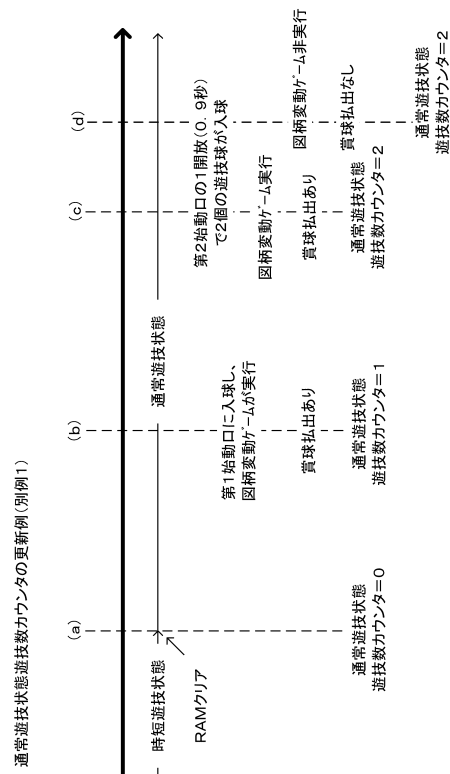 通常遊技状態遊技数カウンタの更新例(別例1)
(a)
(b)
(c)
(d)
時短遊技状態
通常遊技状態
RAMクリア
通常遊技状態
遊技数カウンタ=0
第1始動口に入球し、
図柄変動ゲームが実行
賞球払出あり
通常遊技状態
遊技数カウンタ=1
第2始動口の1開放(0.9秒)
で2個の遊技球が入球
図柄変動ゲーム実行
賞球払出あり
通常遊技状態
遊技数カウンタ=2
図柄変動ゲーム非実行
賞球払出なし
通常遊技状態
遊技数カウンタ=2